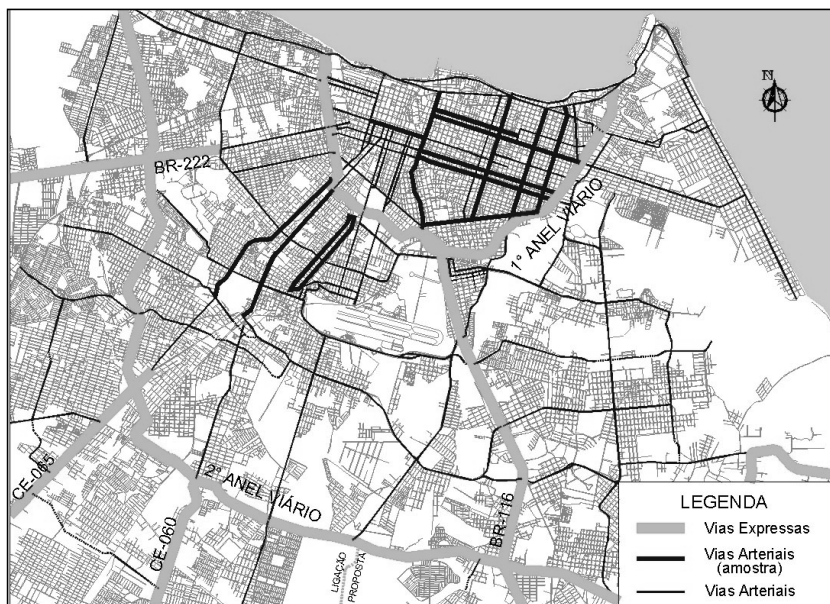 N
BR-222
1° ANEL VIÁRIO
CE-065
2° ANEL VIÁRIO
CE-060
BR-116
LIGAÇÃO
PROPOSTA
LEGENDA
Vias Expressas
Vias Arteriais
(amostra)
Vias Arteriais